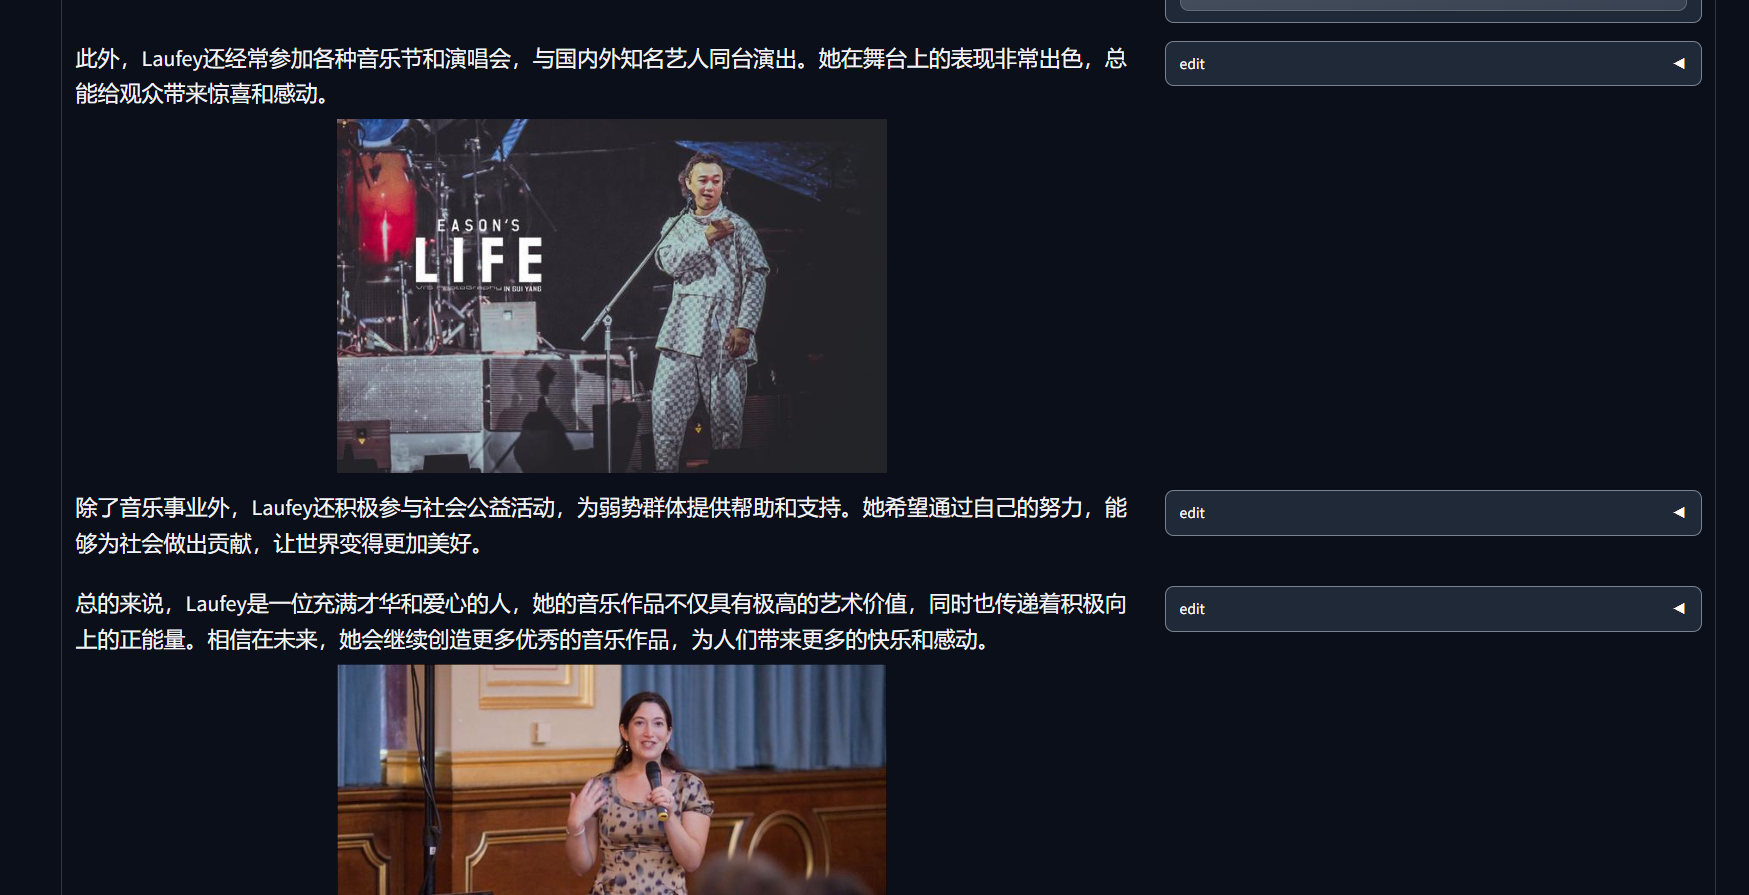 此外，Laufey还经常参加各种音乐节和演唱会，与国内外知名艺人同台演出。她在舞台上的表现非常出色，总
能给观众带来惊喜和感动。
edit
EASON'S
LIFE
IN GUI YANG
除了音乐事业外，Laufey还积极参与社会公益活动，为弱势群体提供帮助和支持。她希望通过自己的努力，能
够为社会做出贡献，让世界变得更加美好。
edit
总的来说，Laufey是一位充满才华和爱心的人，她的音乐作品不仅具有极高的艺术价值，同时也传递着积极向
上的正能量。相信在未来，她会继续创造更多优秀的音乐作品，为人们带来更多的快乐和感动。
edit